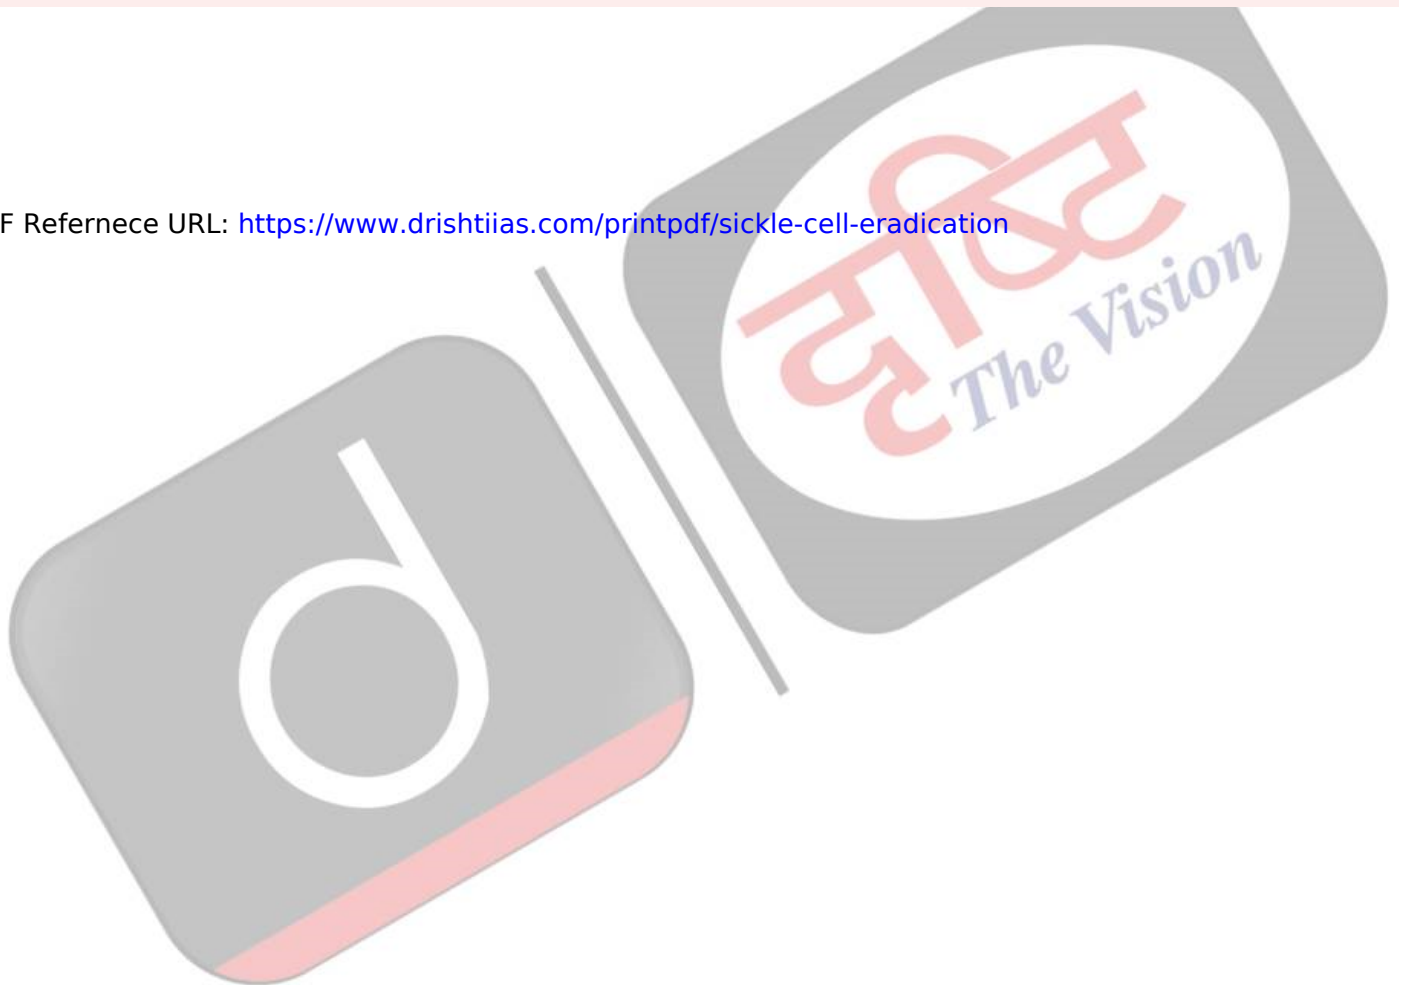 F Refernece URL: https://www.drishtiias.com/printpdf/sickle-cell-eradication
दृष्टि
The Vision
d